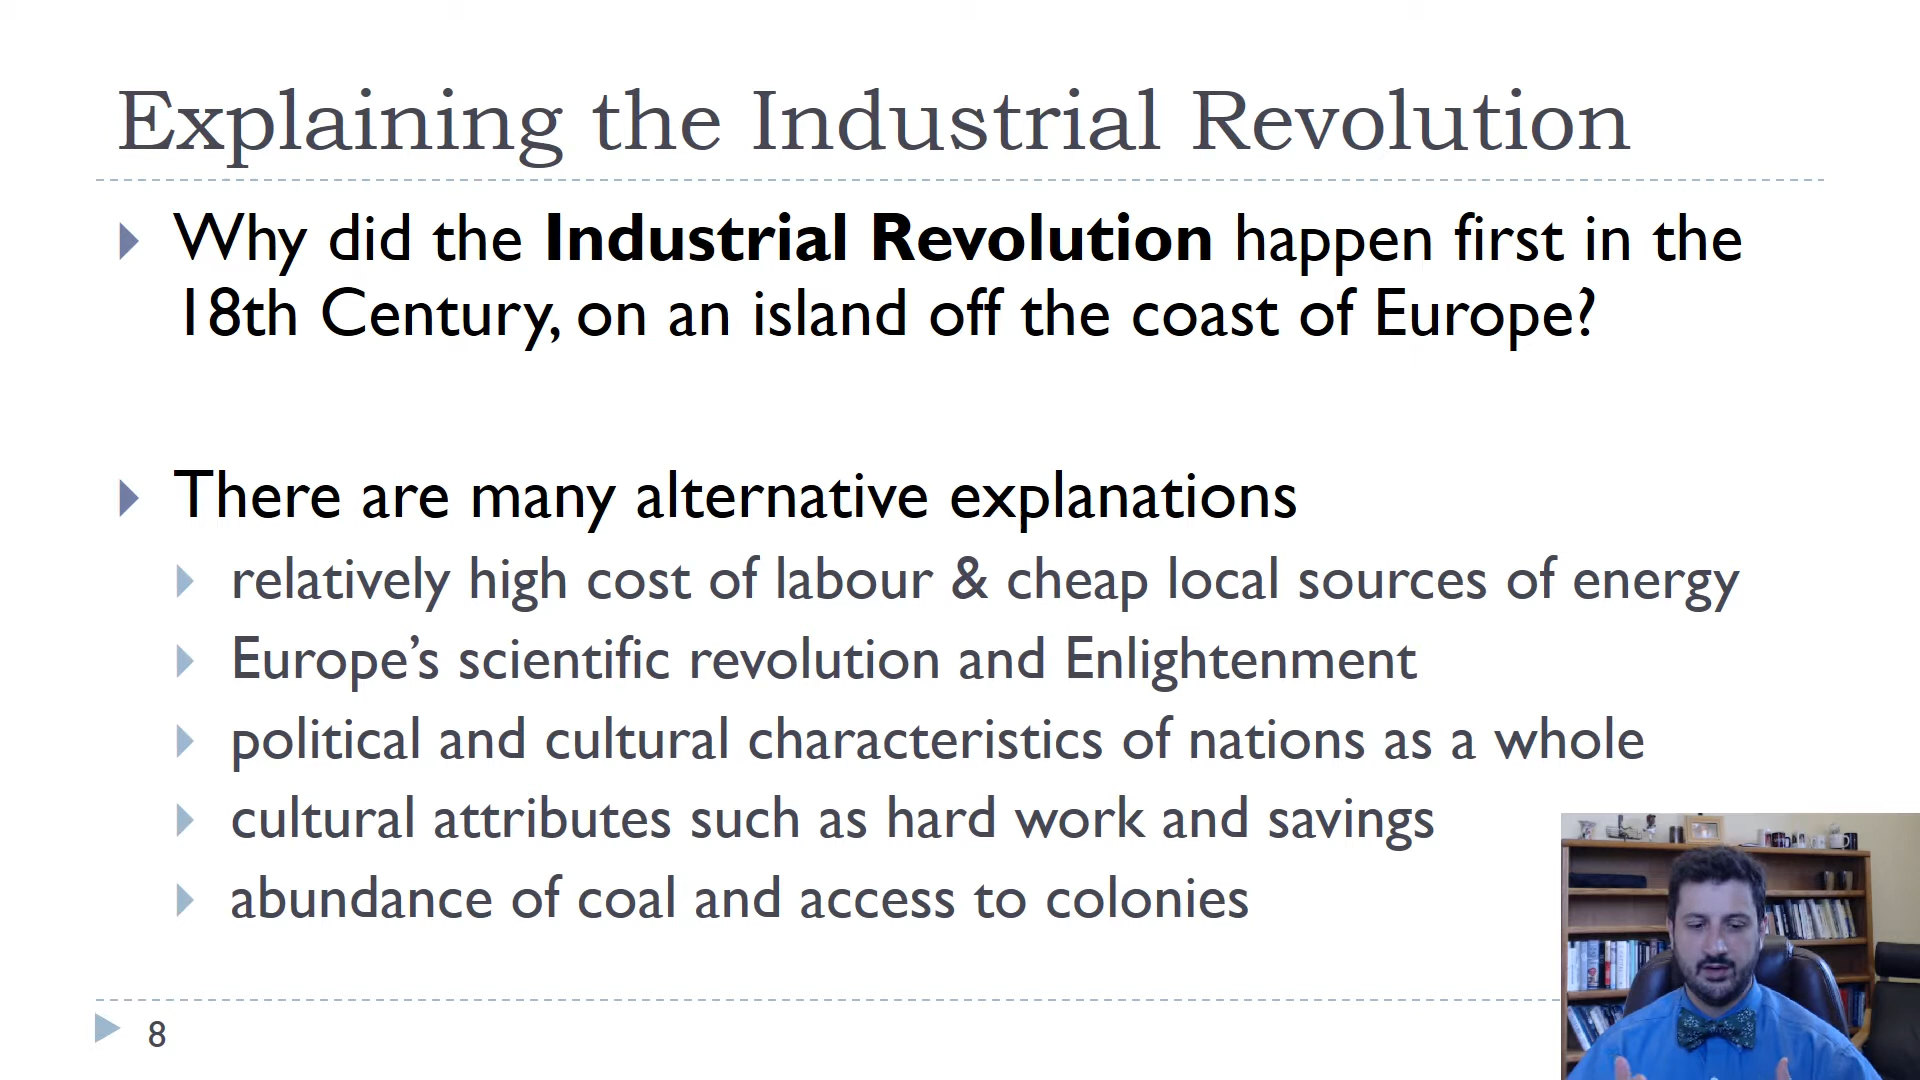 Explaining the Industrial Revolution
Why did the Industrial Revolution happen first in the
18th Century, on an island off the coast of Europe?
There are many alternative explanations
relatively high cost of labour & cheap local sources of energy
Europe’s scientific revolution and Enlightenment
political and cultural characteristics of nations as a whole
cultural attributes such as hard work and savings
abundance of coal and access to colonies
8